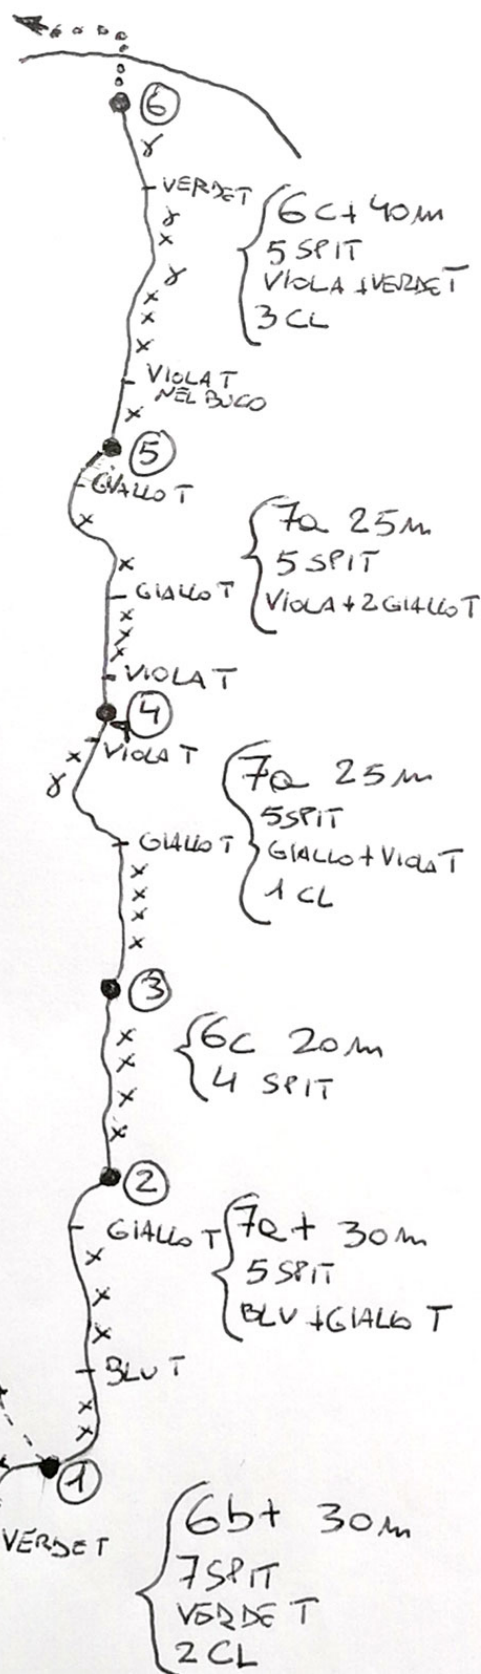 6
VERDE T
6c+ 40m
5 SPIT
VIOLA + VERDE T
3 CL
VIOLA T
NEL BUCO
5
GIALLO T
7a 25m
5 SPIT
VIOLA + 2 GIALLO T
GIALLO T
VIOLA T
4
VIOLA T
7a 25m
5 SPIT
GIALLO + VIOLA T
1 CL
GIALLO T
3
6c 20m
4 SPIT
2
GIALLO T
7a+ 30m
5 SPIT
BLU + GIALLO T
BLU T
1
VERDE T
6b+ 30m
7 SPIT
VERDE T
2 CL